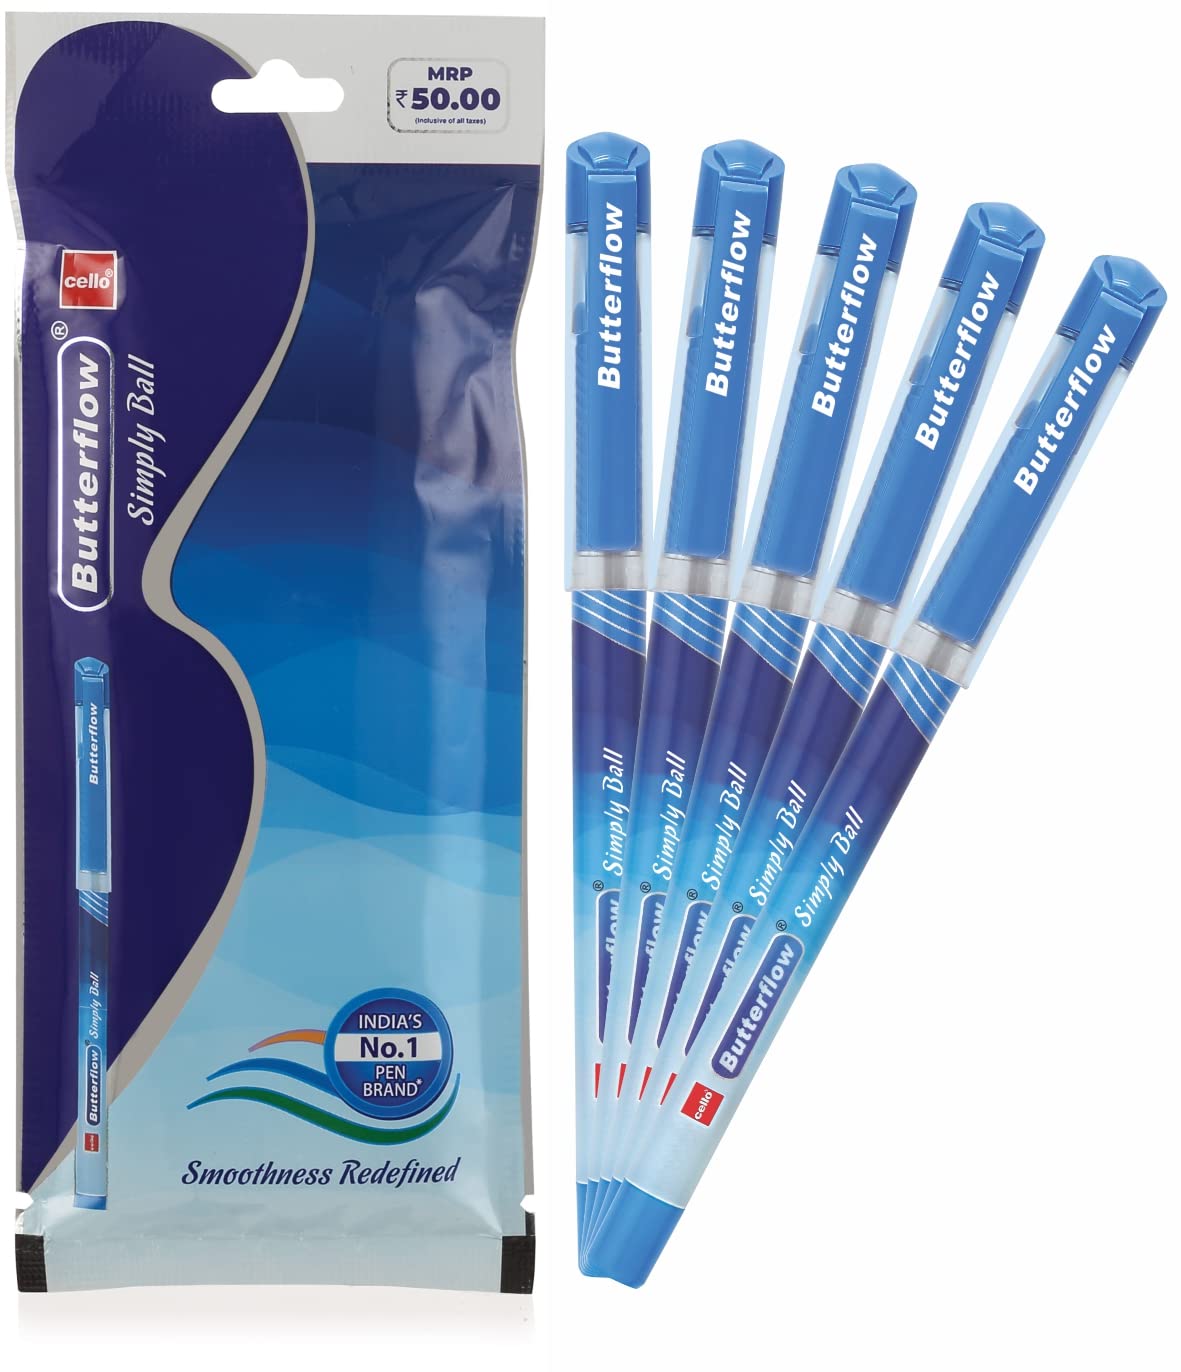 MRP
₹50.00
(Inclusive of all taxes)
cello®
Butterflow®
Simply Ball
Butterflow
cello
Butterflow®
Simply Ball
INDIA'S
No.1
PEN
BRAND*
Smoothness Redefined
Butterflow
Butterflow
Butterflow
Butterflow
Butterflow
®
Simply Ball
®
Simply Ball
®
Simply Ball
®
Simply Ball
cello®
Butterflow®
Simply Ball